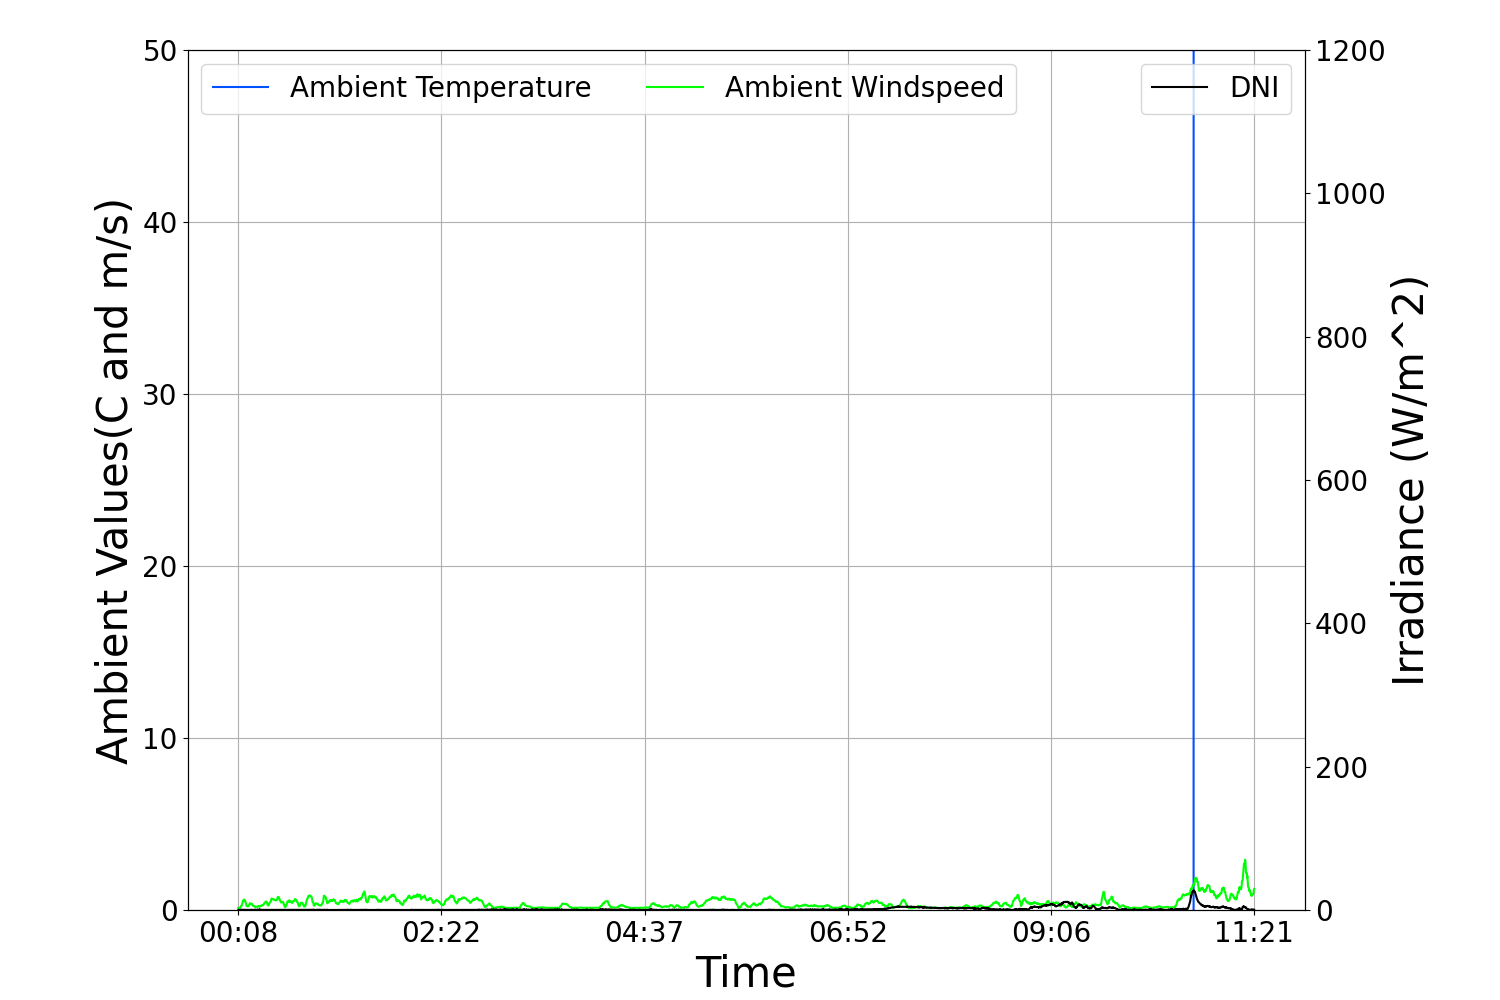 Ambient Temperature
Ambient Windspeed
DNI
50
40
30
20
10
0
Ambient Values(C and m/s)
1200
1000
800
600
400
200
0
Irradiance (W/m^2)
00:08 02:22 04:37 06:52 09:06 11:21
Time